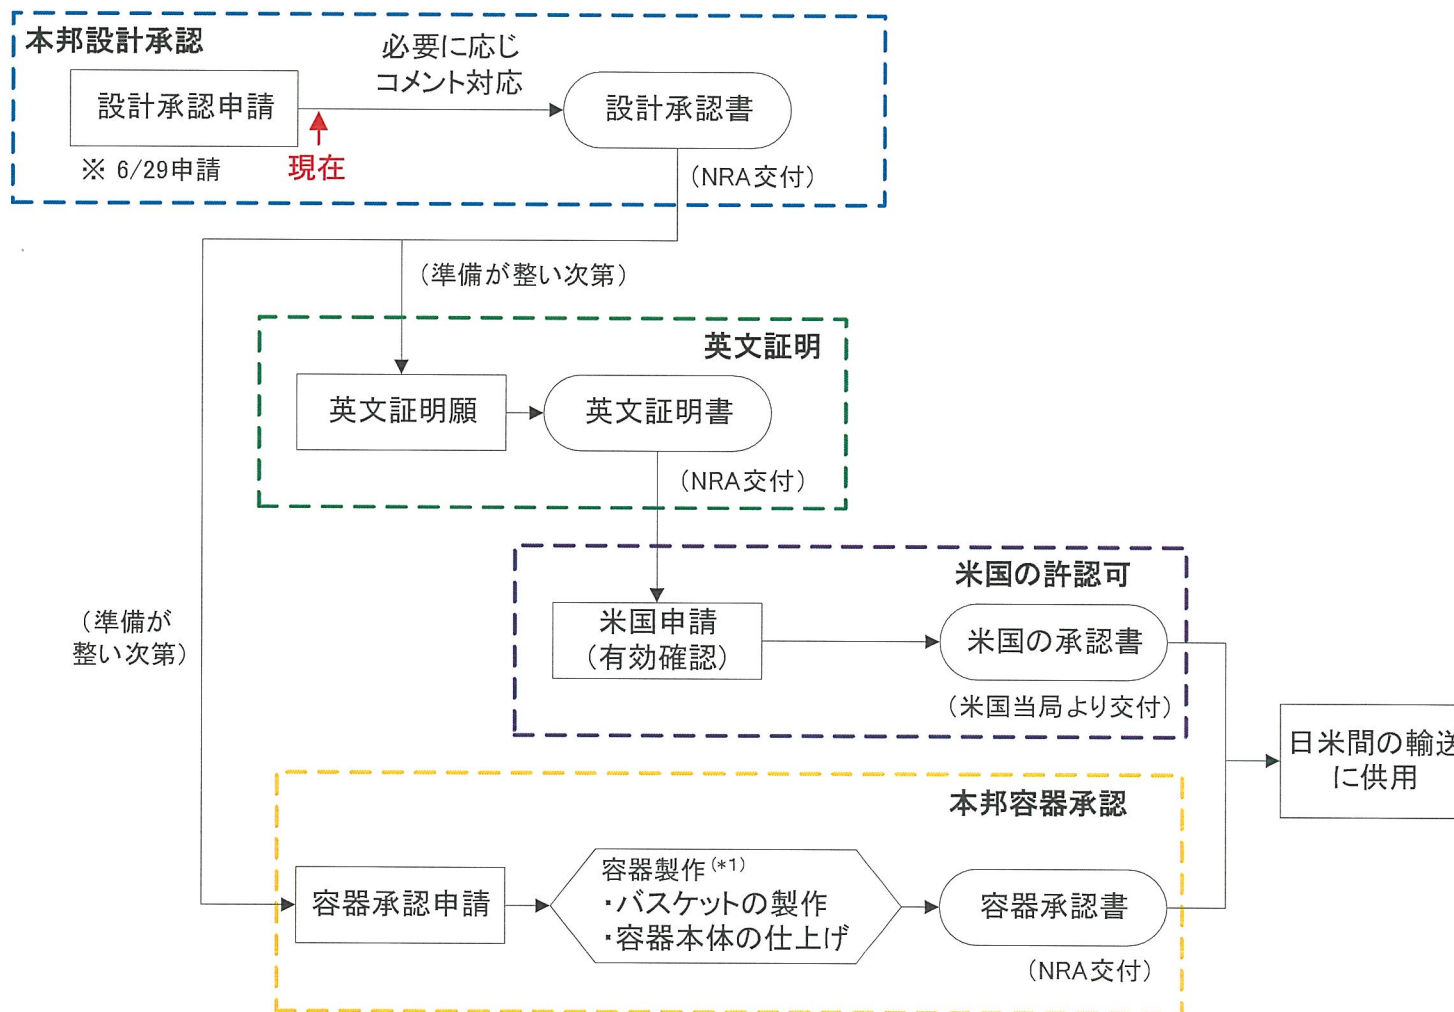 本邦設計承認
必要に応じ
コメント対応
設計承認申請
設計承認書
※ 6/29申請
現在
(NRA交付)
(準備が整い次第)
英文証明
英文証明願
英文証明書
(NRA交付)
米国の許認可
(準備が
整い次第)
米国申請
(有効確認)
米国の承認書
(米国当局より交付)
日米間の輸送
に供用
本邦容器承認
容器承認申請
容器製作(*1)
・バスケットの製作
・容器本体の仕上げ
容器承認書
(NRA交付)